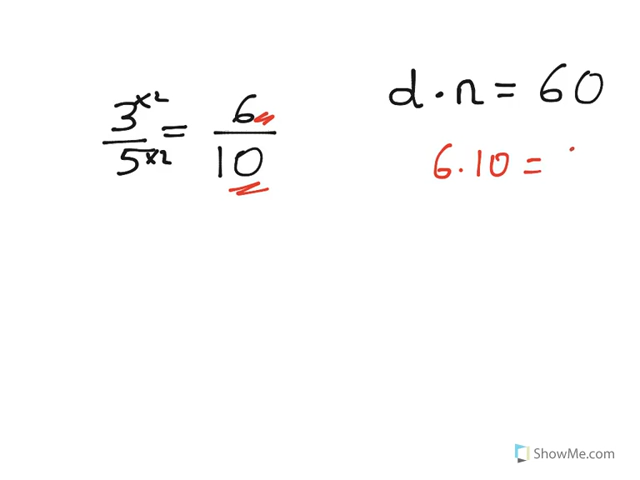 3^×2/5^×2 = 6/10
d · n = 60
6 · 10 =
ShowMe.com